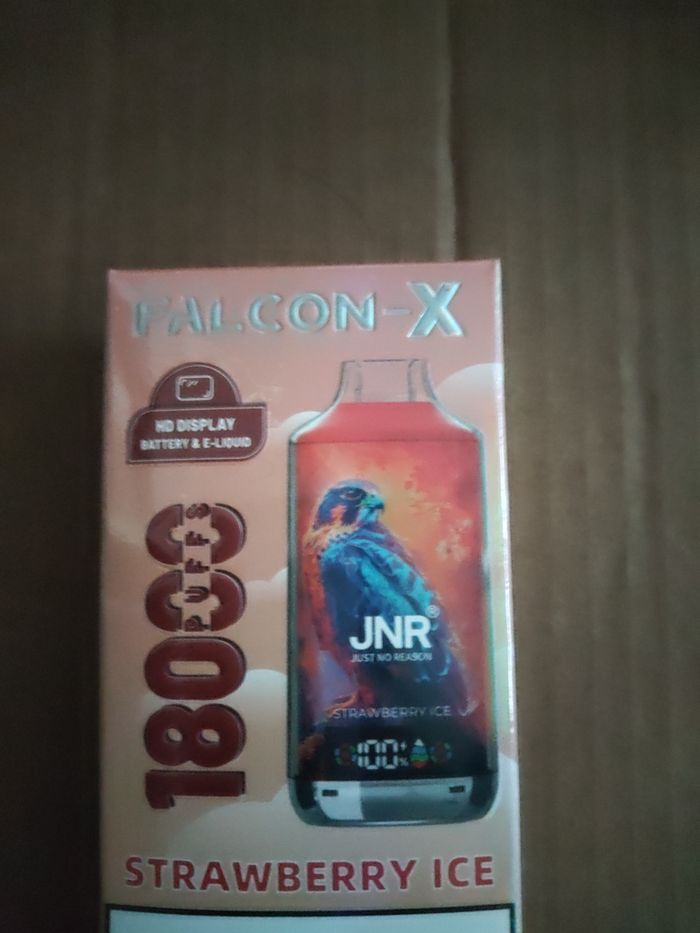 FALCON-X
HD DISPLAY
BATTERY & E-LIQUID
18000
PUFFS
JNR®
JUST NO REASON
STRAWBERRY ICE
100%
STRAWBERRY ICE